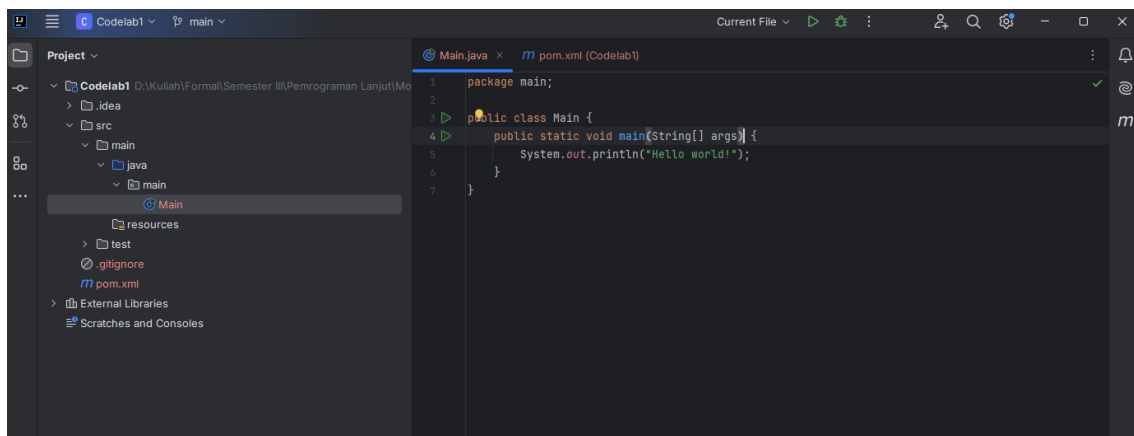 IJ C Codelab1 main Current File
Project
Main.java × m pom.xml (Codelab1)
Codelab1 D:\Kuliah\Formal\Semester III\Pemrograman Lanjut\Mo
.idea
src
main
java
main
Main
resources
test
.gitignore
m pom.xml
External Libraries
Scratches and Consoles
1 package main;
2
3 public class Main {
4 public static void main(String[] args) {
5 System.out.println("Hello world!");
6 }
7 }
m